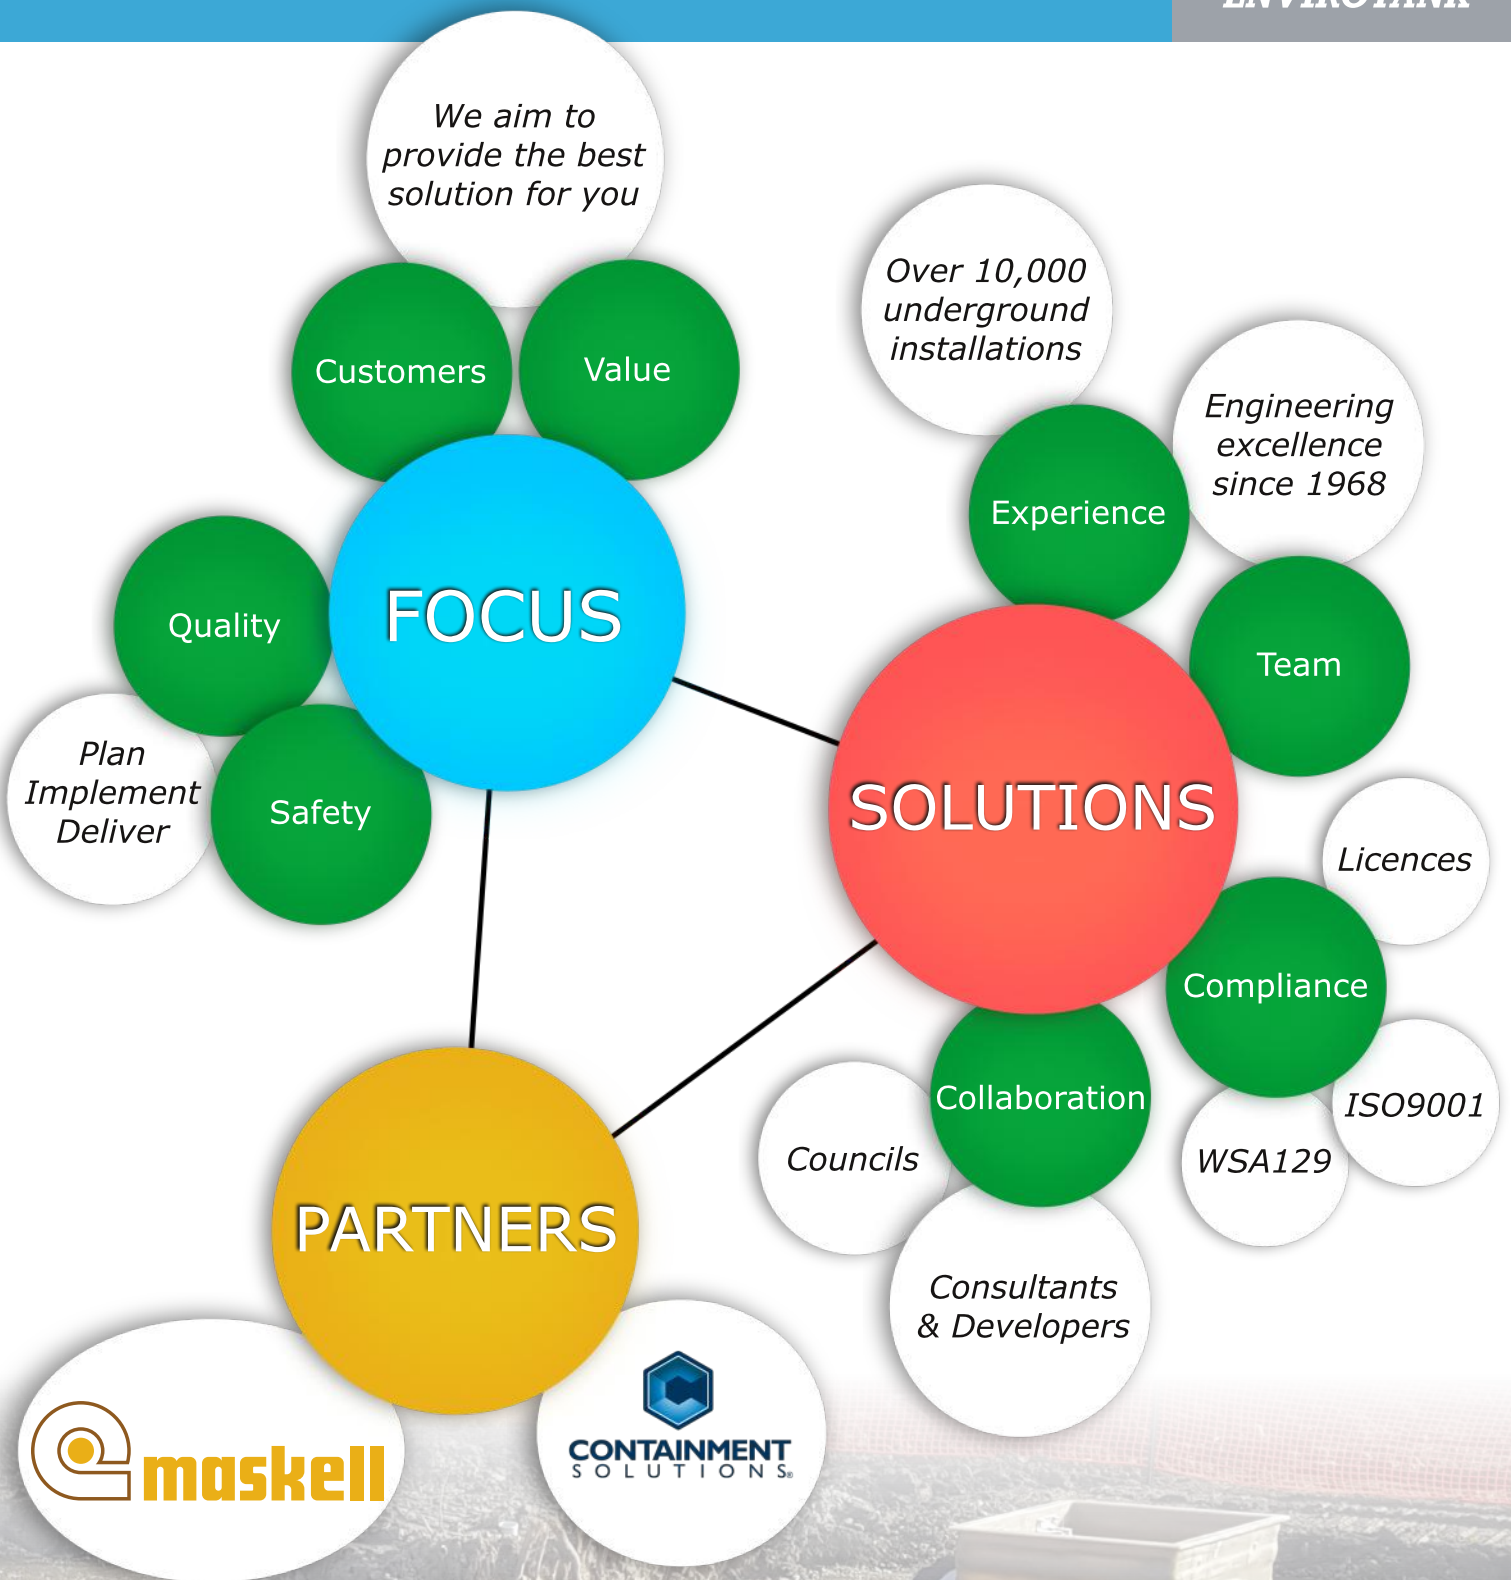 ENVIROTANK
We aim to
provide the best
solution for you
Customers
Value
FOCUS
Quality
Safety
Plan
Implement
Deliver
Over 10,000
underground
installations
Experience
Engineering
excellence
since 1968
Team
SOLUTIONS
Licences
Compliance
ISO9001
WSA129
Collaboration
Councils
Consultants
& Developers
PARTNERS
maskell
CONTAINMENT
SOLUTIONS®